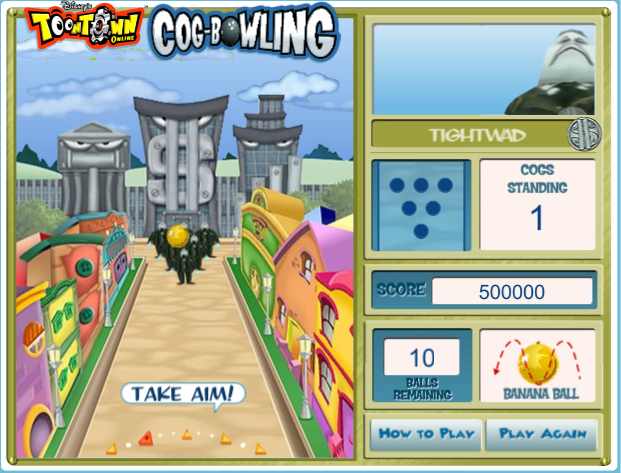 Disney's
TOONTOWN
ONLINE
COG-BOWLING
TIGHTWAD
COGS
STANDING
1
SCORE 500000
10
BALLS
REMAINING
BANANA BALL
TAKE AIM!
HOW TO PLAY
PLAY AGAIN